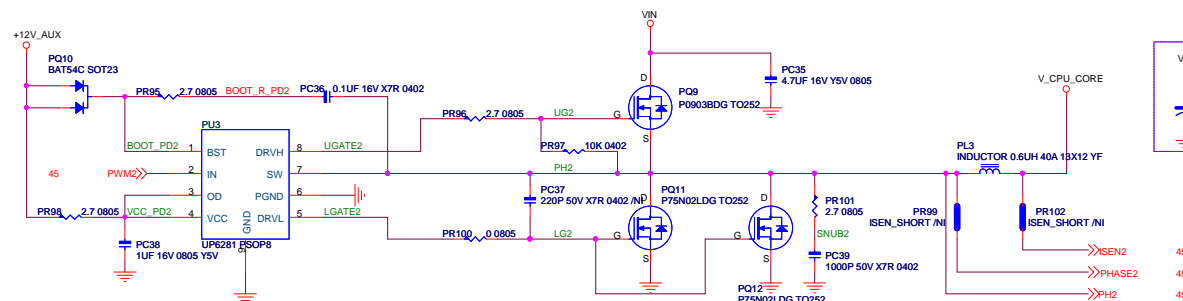 VIN
+12V_AUX
PQ10
BAT54C SOT23
PR95
2.7 0805
BOOT_R_PD2
PC36
0.1UF 16V X7R 0402
D
PQ9
P0903BDG TO252
G
S
PC35
4.7UF 16V Y5V 0805
V_CPU_CORE
V
PU3
PR96
2.7 0805
UG2
PR97
10K 0402
BOOT_PD2
1
BST
DRVH
8
UGATE2
45
PWM2
2
IN
SW
7
PH2
3
OD
PGND
6
PR98
2.7 0805
VCC_PD2
4
VCC
DRVL
5
LGATE2
GND
9
UP6281 PSOP8
PC38
1UF 16V 0805 Y5V
PC37
220P 50V X7R 0402 /NI
PR100
0 0805
LG2
D
PQ11
P75N02LDG TO252
G
S
D
G
S
PQ12
P75N02LDG TO252
PR101
2.7 0805
SNUB2
PC39
1000P 50V X7R 0402
PL3
INDUCTOR 0.6UH 40A 13X12 YF
PR99
ISEN_SHORT /NI
PR102
ISEN_SHORT /NI
ISEN2
45
PHASE2
45
PH2
45